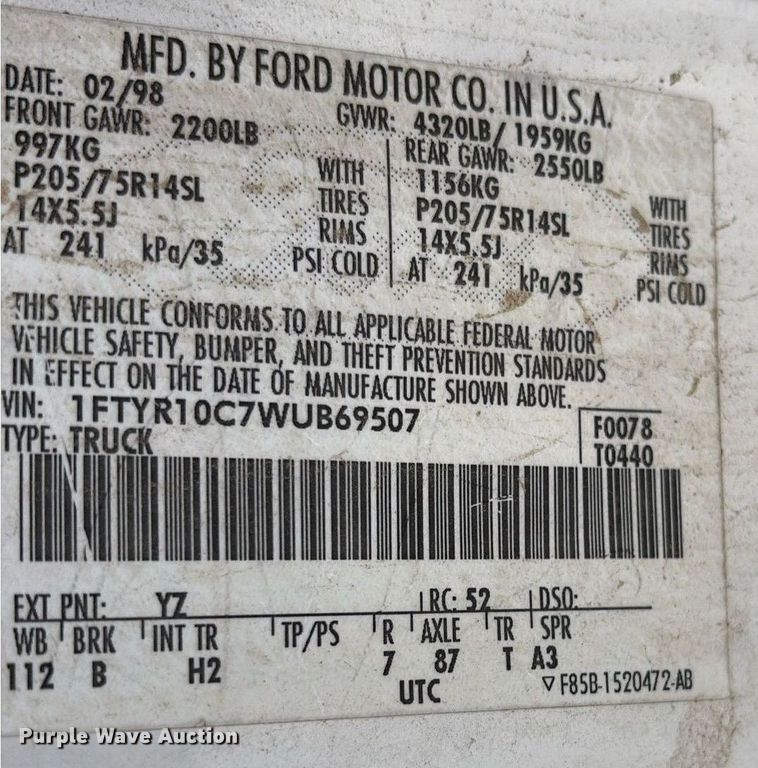 MFD. BY FORD MOTOR CO. IN U.S.A.
DATE: 02/98 GVWR: 4320LB/ 1959KG
FRONT GAWR: 2200LB REAR GAWR: 2550LB
997KG WITH 1156KG WITH
P205/75R14SL TIRES P205/75R14SL TIRES
14X5.5J RIMS 14X5.5J RIMS
AT 241 kPa/35 PSI COLD AT 241 kPa/35 PSI COLD
THIS VEHICLE CONFORMS TO ALL APPLICABLE FEDERAL MOTOR
VEHICLE SAFETY, BUMPER, AND THEFT PREVENTION STANDARDS
IN EFFECT ON THE DATE OF MANUFACTURE SHOWN ABOVE.
VIN: 1FTYR10C7WUB69507 F0078
TYPE: TRUCK T0440
EXT PNT: YZ RC: 52 DSO:
WB BRK INT TR TP/PS R AXLE TR SPR
112 B H2 7 87 T A3
UTC ▽ F85B-1520472-AB
Purple Wave Auction